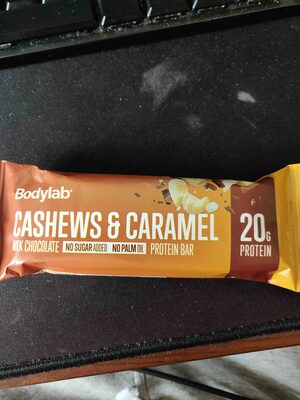 Bodylab®
CASHEWS & CARAMEL
MILK CHOCOLATE NO SUGAR ADDED NO PALM OIL PROTEIN BAR
20G
PROTEIN